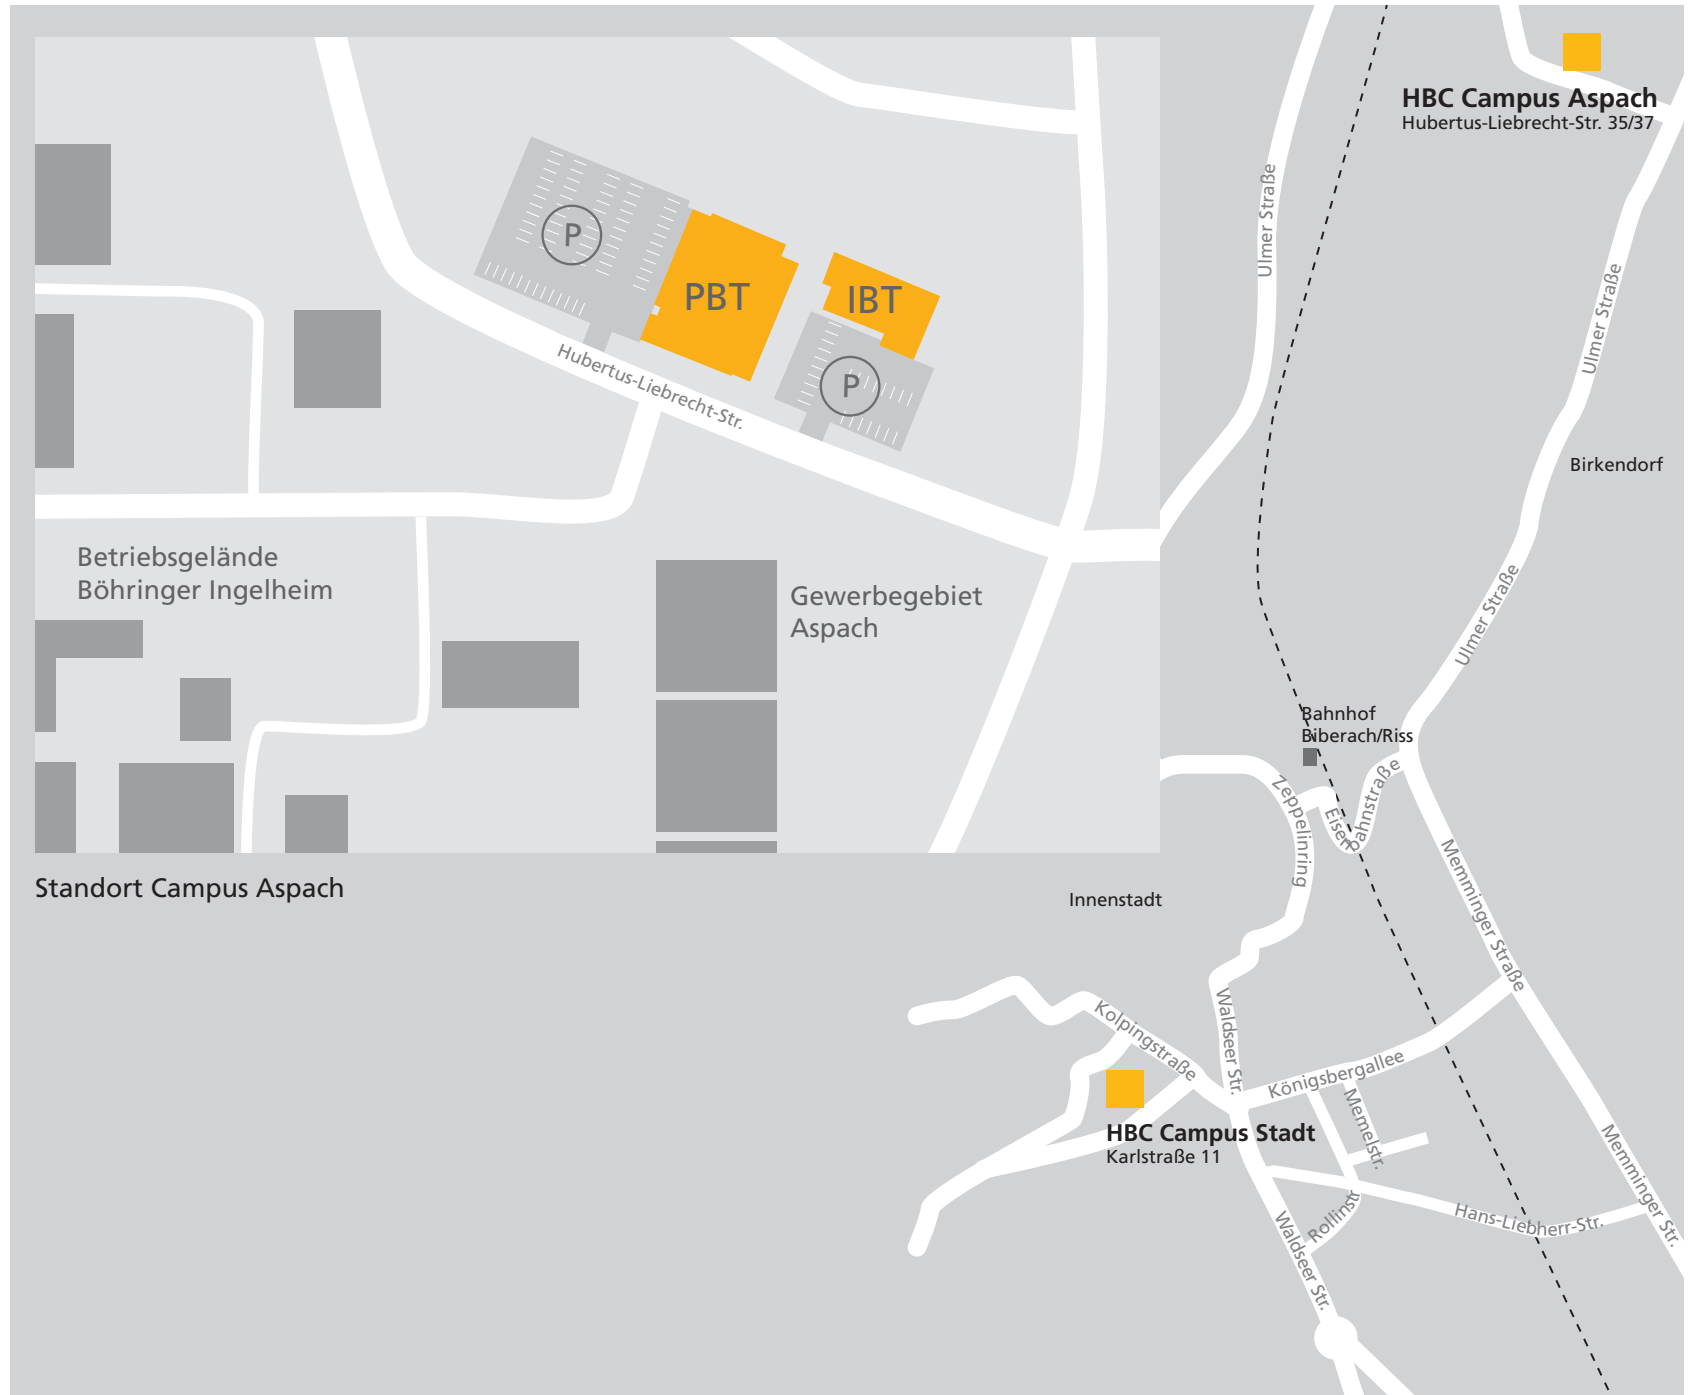 HBC Campus Aspach
Hubertus-Liebrecht-Str. 35/37
Ulmer Straße
Ulmer Straße
P
PBT
IBT
P
Hubertus-Liebrecht-Str.
Birkendorf
Betriebsgelände
Böhringer Ingelheim
Gewerbegebiet
Aspach
Ulmer Straße
Bahnhof
Biberach/Riss
Zeppelinring
Eisenbahnstraße
Standort Campus Aspach
Innenstadt
Memminger Straße
Kolpingstraße
Waldseer Str.
Königsbergallee
Memelstr.
HBC Campus Stadt
Karlstraße 11
Memminger Str.
Rollinstr
Hans-Liebherr-Str.
Waldseer Str.